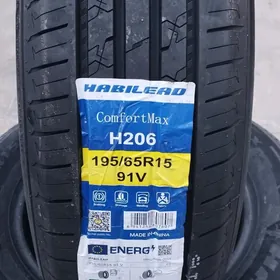 HABILEAD
ComfortMax
H206
195/65R15
91V
MADE IN CHINA
ENERG